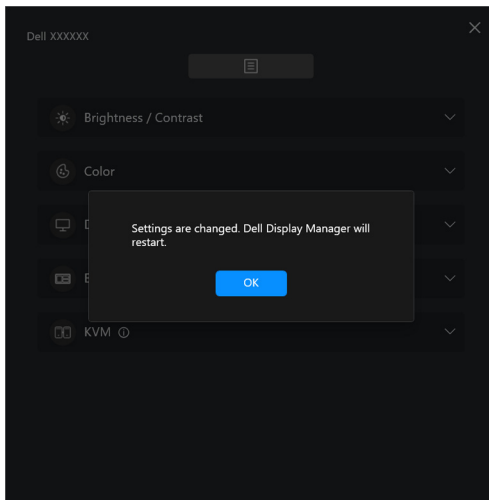 Dell XXXXXX
Brightness / Contrast
Color
D
Settings are changed. Dell Display Manager will
restart.
E
OK
KVM